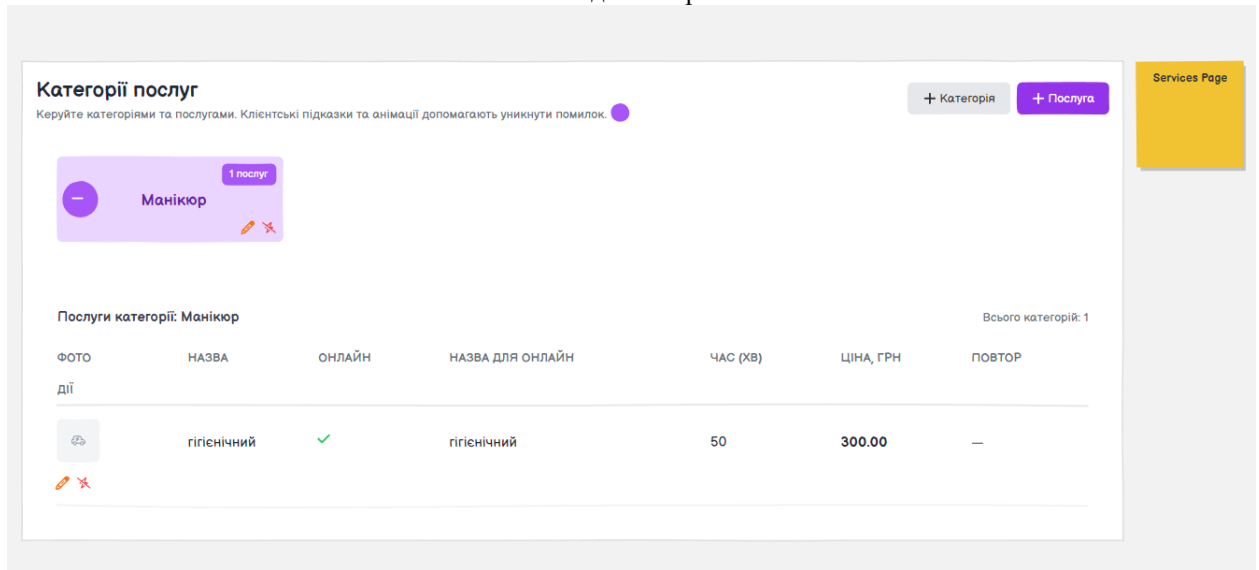 Категорії послуг
Керуйте категоріями та послугами. Клієнтські підказки та анімації допомагають уникнути помилок.
+ Категорія
+ Послуга
Services Page
1 послуг
Манікюр
Послуги категорії: Манікюр
Всього категорій: 1
ФОТО НАЗВА ОНЛАЙН НАЗВА ДЛЯ ОНЛАЙН ЧАС (ХВ) ЦІНА, ГРН ПОВТОР
ДІЇ
гігієнічний гігієнічний 50 300.00 —